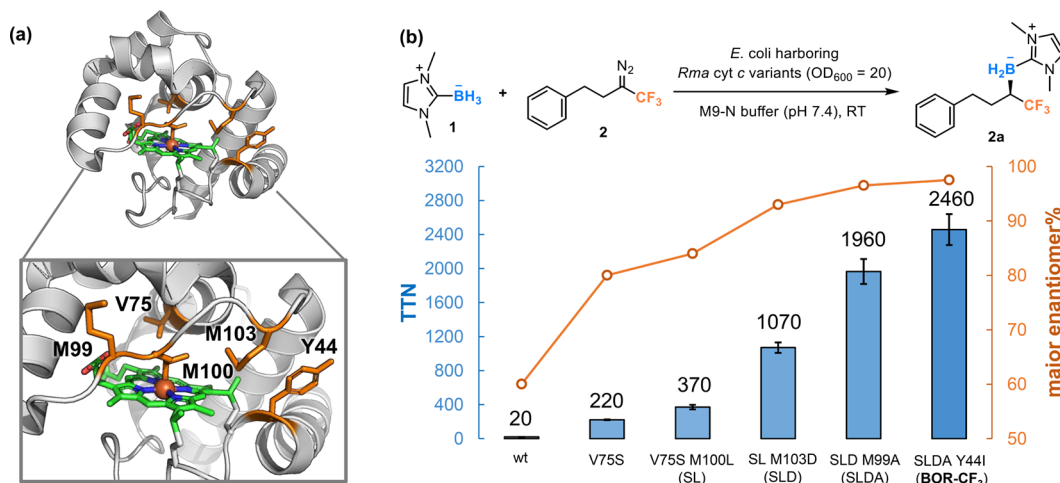 (a)
V75
M99
M103
M100
Y44
(b)
N
+
N
−
BH3
1
+
N2
CF3
2
E. coli harboring
Rma cyt c variants (OD600 = 20)
M9-N buffer (pH 7.4), RT
N
+
−
H2B
N
CF3
2a
TTN
3200
2800
2400
2000
1600
1200
800
400
0
20
220
370
1070
1960
2460
100
90
80
70
60
50
major enantiomer%
wt
V75S
V75S M100L
(SL)
SL M103D
(SLD)
SLD M99A
(SLDA)
SLDA Y44I
(BOR-CF3)